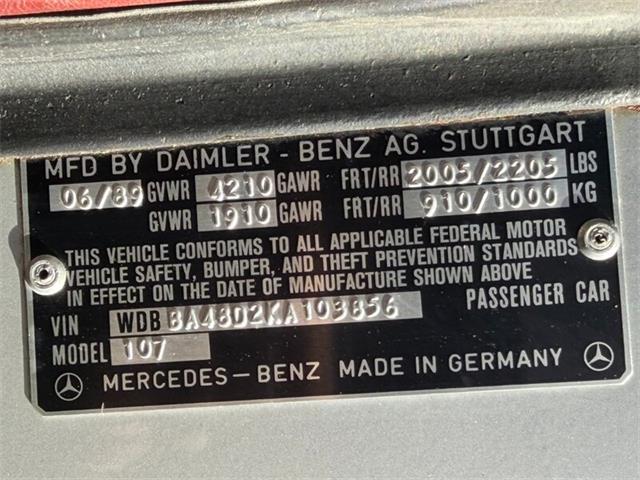 MFD BY DAIMLER - BENZ AG. STUTTGART
06/89 GVWR 4210 GAWR FRT/RR 2005/2205 LBS
GVWR 1910 GAWR FRT/RR 910/1000 KG
THIS VEHICLE CONFORMS TO ALL APPLICABLE FEDERAL MOTOR
VEHICLE SAFETY, BUMPER, AND THEFT PREVENTION STANDARDS
IN EFFECT ON THE DATE OF MANUFACTURE SHOWN ABOVE
VIN WDB BA48D2KA103856 PASSENGER CAR
MODEL 107
MERCEDES-BENZ MADE IN GERMANY